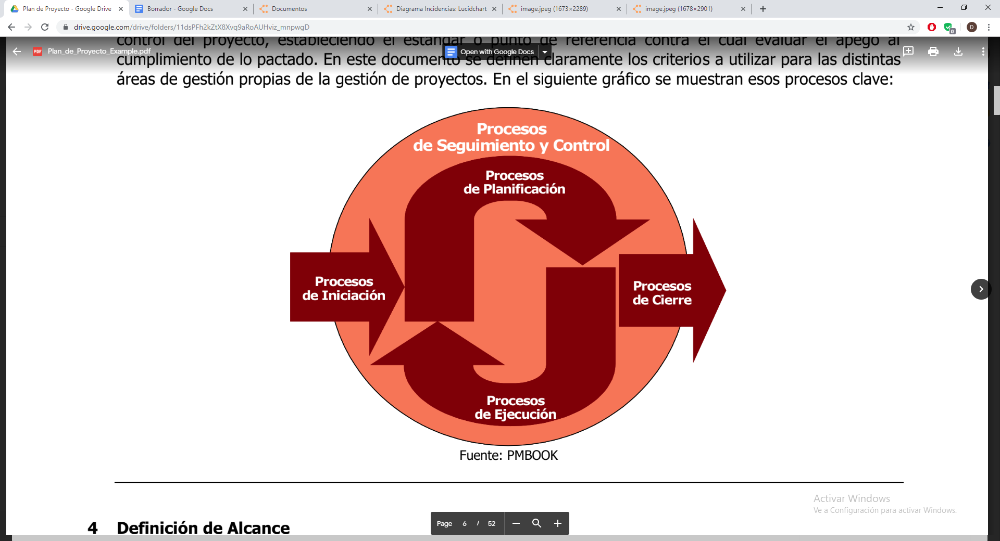 Plan de Proyecto - Google Drive
Borrador - Google Docs
Documentos
Diagrama Incidencias: Lucidchart
image.jpeg (1673×2289)
image.jpeg (1678×2901)
drive.google.com/drive/folders/11dsPFh2kZtX8Xvq9aRoAUHviz_mnpwgD
0
D
control del proyecto, estableciendo el estándar o punto de referencia contra el cual evaluar el apego al
PDF
Plan_de_Proyecto_Example.pdf
Open with Google Docs
cumplimiento de lo pactado. En este documento se definen claramente los criterios a utilizar para las distintas
áreas de gestión propias de la gestión de proyectos. En el siguiente gráfico se muestran esos procesos clave:
Procesos
de Seguimiento y Control
Procesos
de Planificación
Procesos
de Iniciación
Procesos
de Cierre
Procesos
de Ejecución
Fuente: PMBOOK
4 Definición de Alcance
Activar Windows
Ve a Configuración para activar Windows.
Page 6 / 52